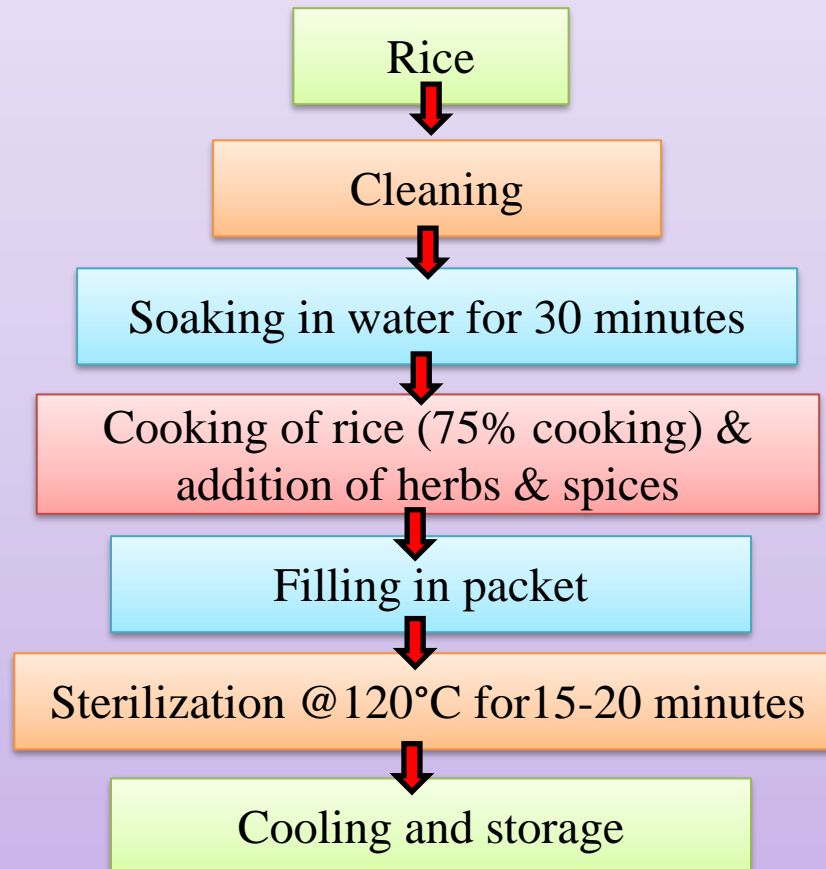 Rice
Cleaning
Soaking in water for 30 minutes
Cooking of rice (75% cooking) &
addition of herbs & spices
Filling in packet
Sterilization @120°C for15-20 minutes
Cooling and storage